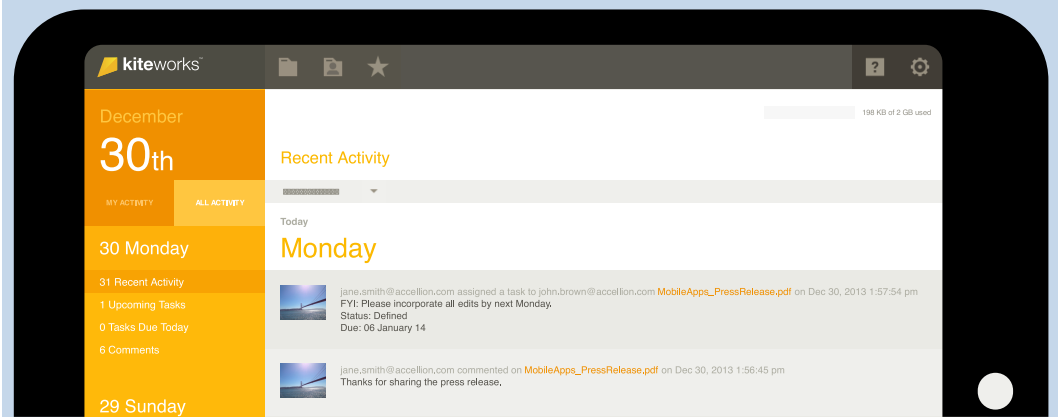 kiteworks™
?
December
30th
MY ACTIVITY
ALL ACTIVITY
30 Monday
31 Recent Activity
1 Upcoming Tasks
0 Tasks Due Today
6 Comments
29 Sunday
198 KB of 2 GB used
Recent Activity
Today
Monday
jane.smith@accellion.com assigned a task to john.brown@accellion.com MobileApps_PressRelease.pdf on Dec 30, 2013 1:57:54 pm
FYI: Please incorporate all edits by next Monday.
Status: Defined
Due: 06 January 14
jane.smith@accellion.com commented on MobileApps_PressRelease.pdf on Dec 30, 2013 1:56:45 pm
Thanks for sharing the press release.